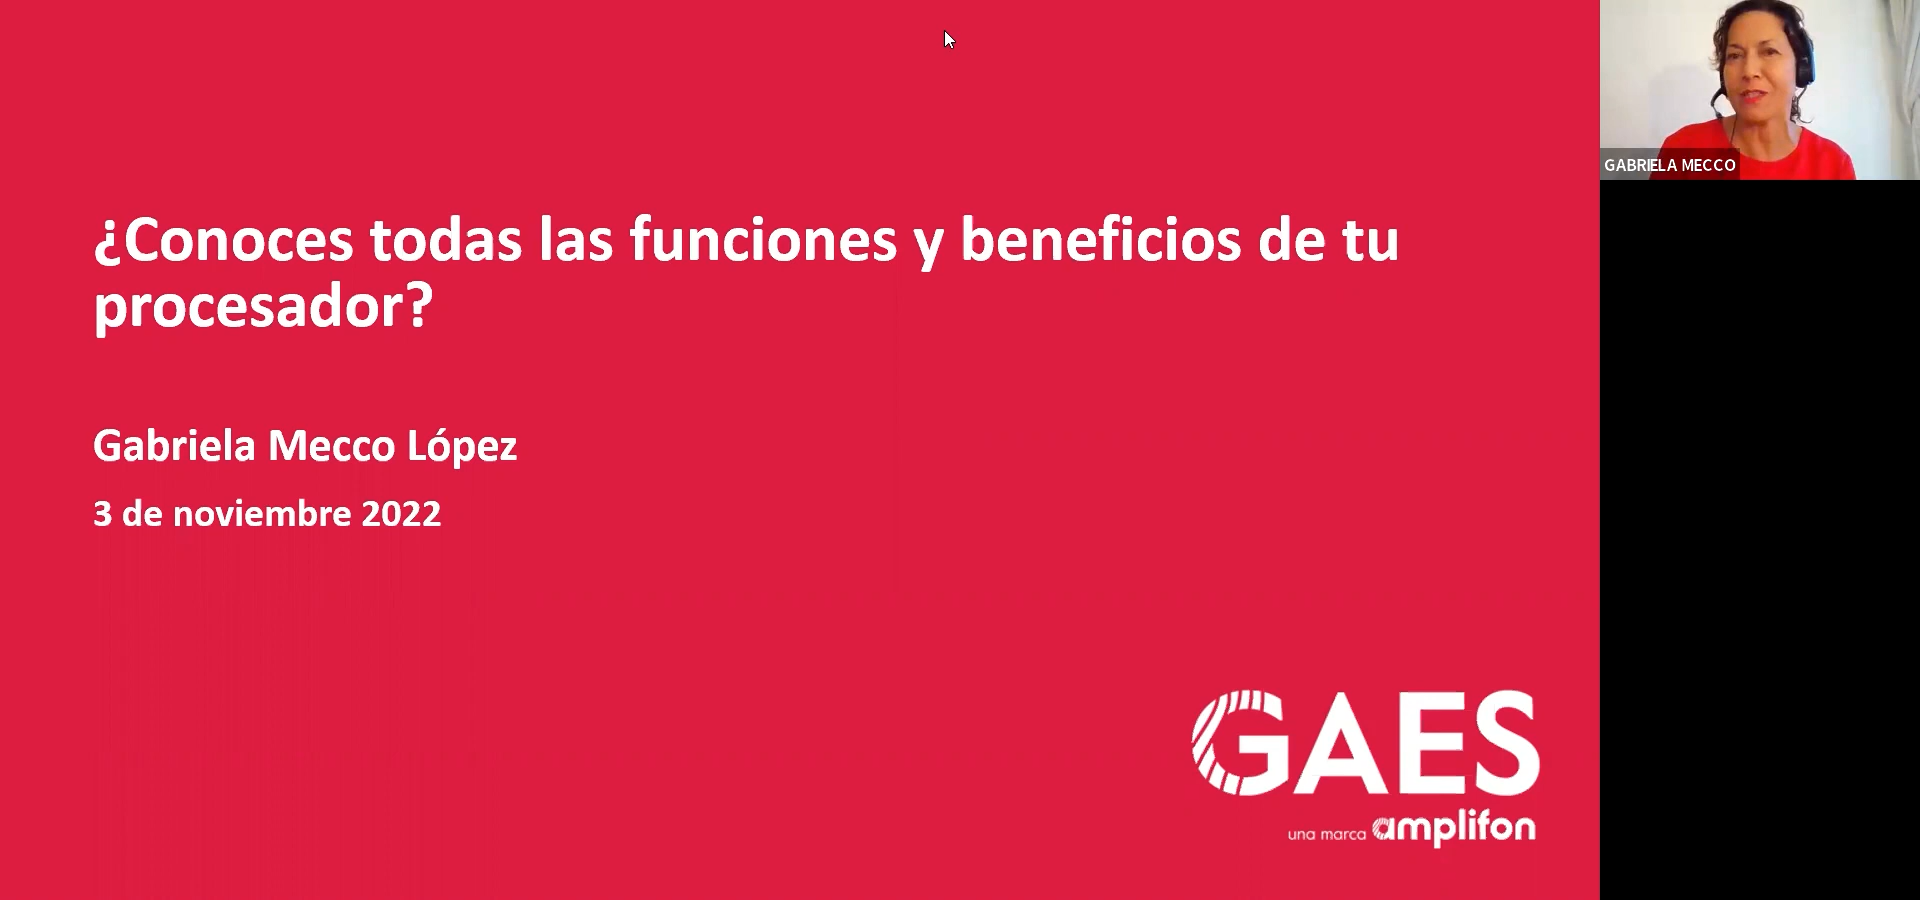 ¿Conoces todas las funciones y beneficios de tu
procesador?
Gabriela Mecco López
3 de noviembre 2022
GAES
una marca amplifon
GABRIELA MECCO